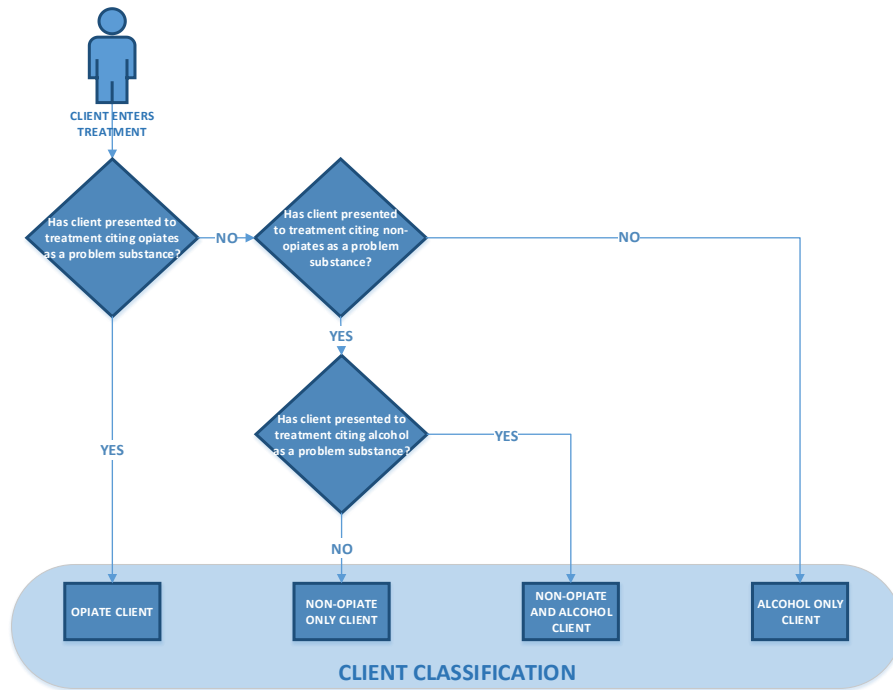 CLIENT ENTERS
TREATMENT
Has client presented to
treatment citing opiates
as a problem substance?
NO
Has client presented
to treatment citing non-
opiates as a problem
substance?
NO
YES
Has client presented to
treatment citing alcohol
as a problem substance?
YES
YES
NO
OPIATE CLIENT
NON-OPIATE
ONLY CLIENT
NON-OPIATE
AND ALCOHOL
CLIENT
ALCOHOL ONLY
CLIENT
CLIENT CLASSIFICATION